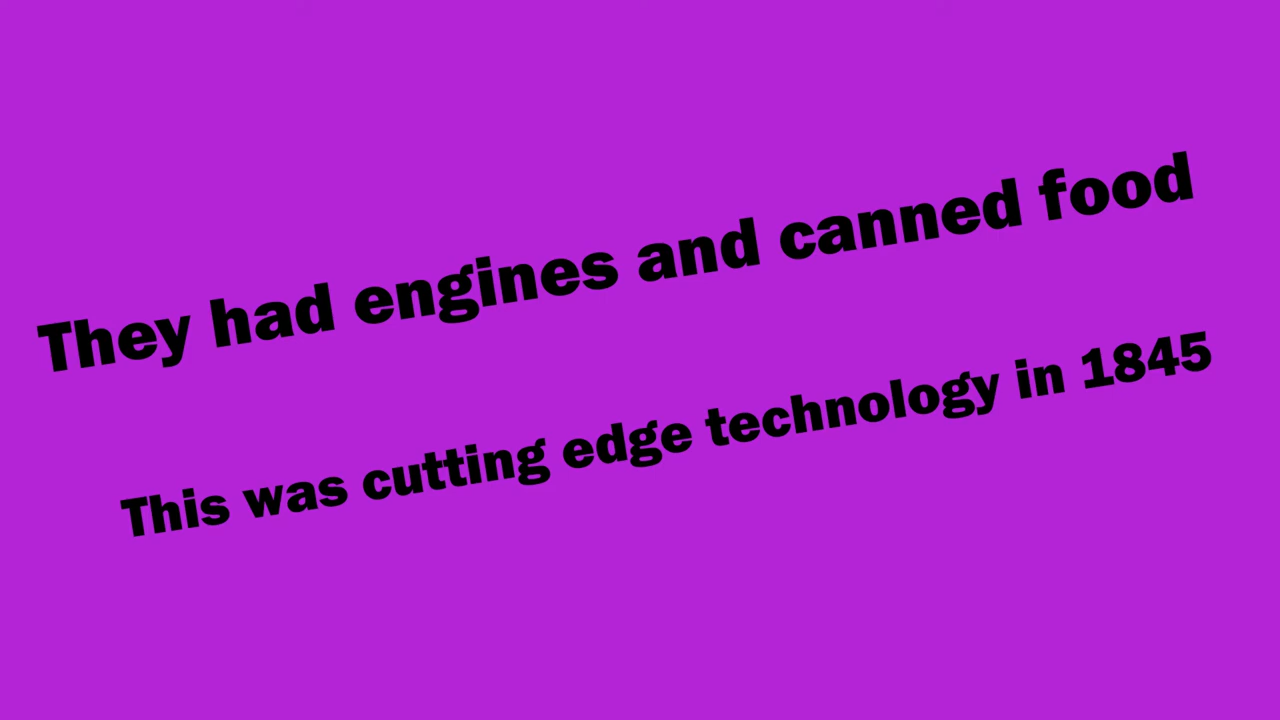 They had engines and canned food
This was cutting edge technology in 1845